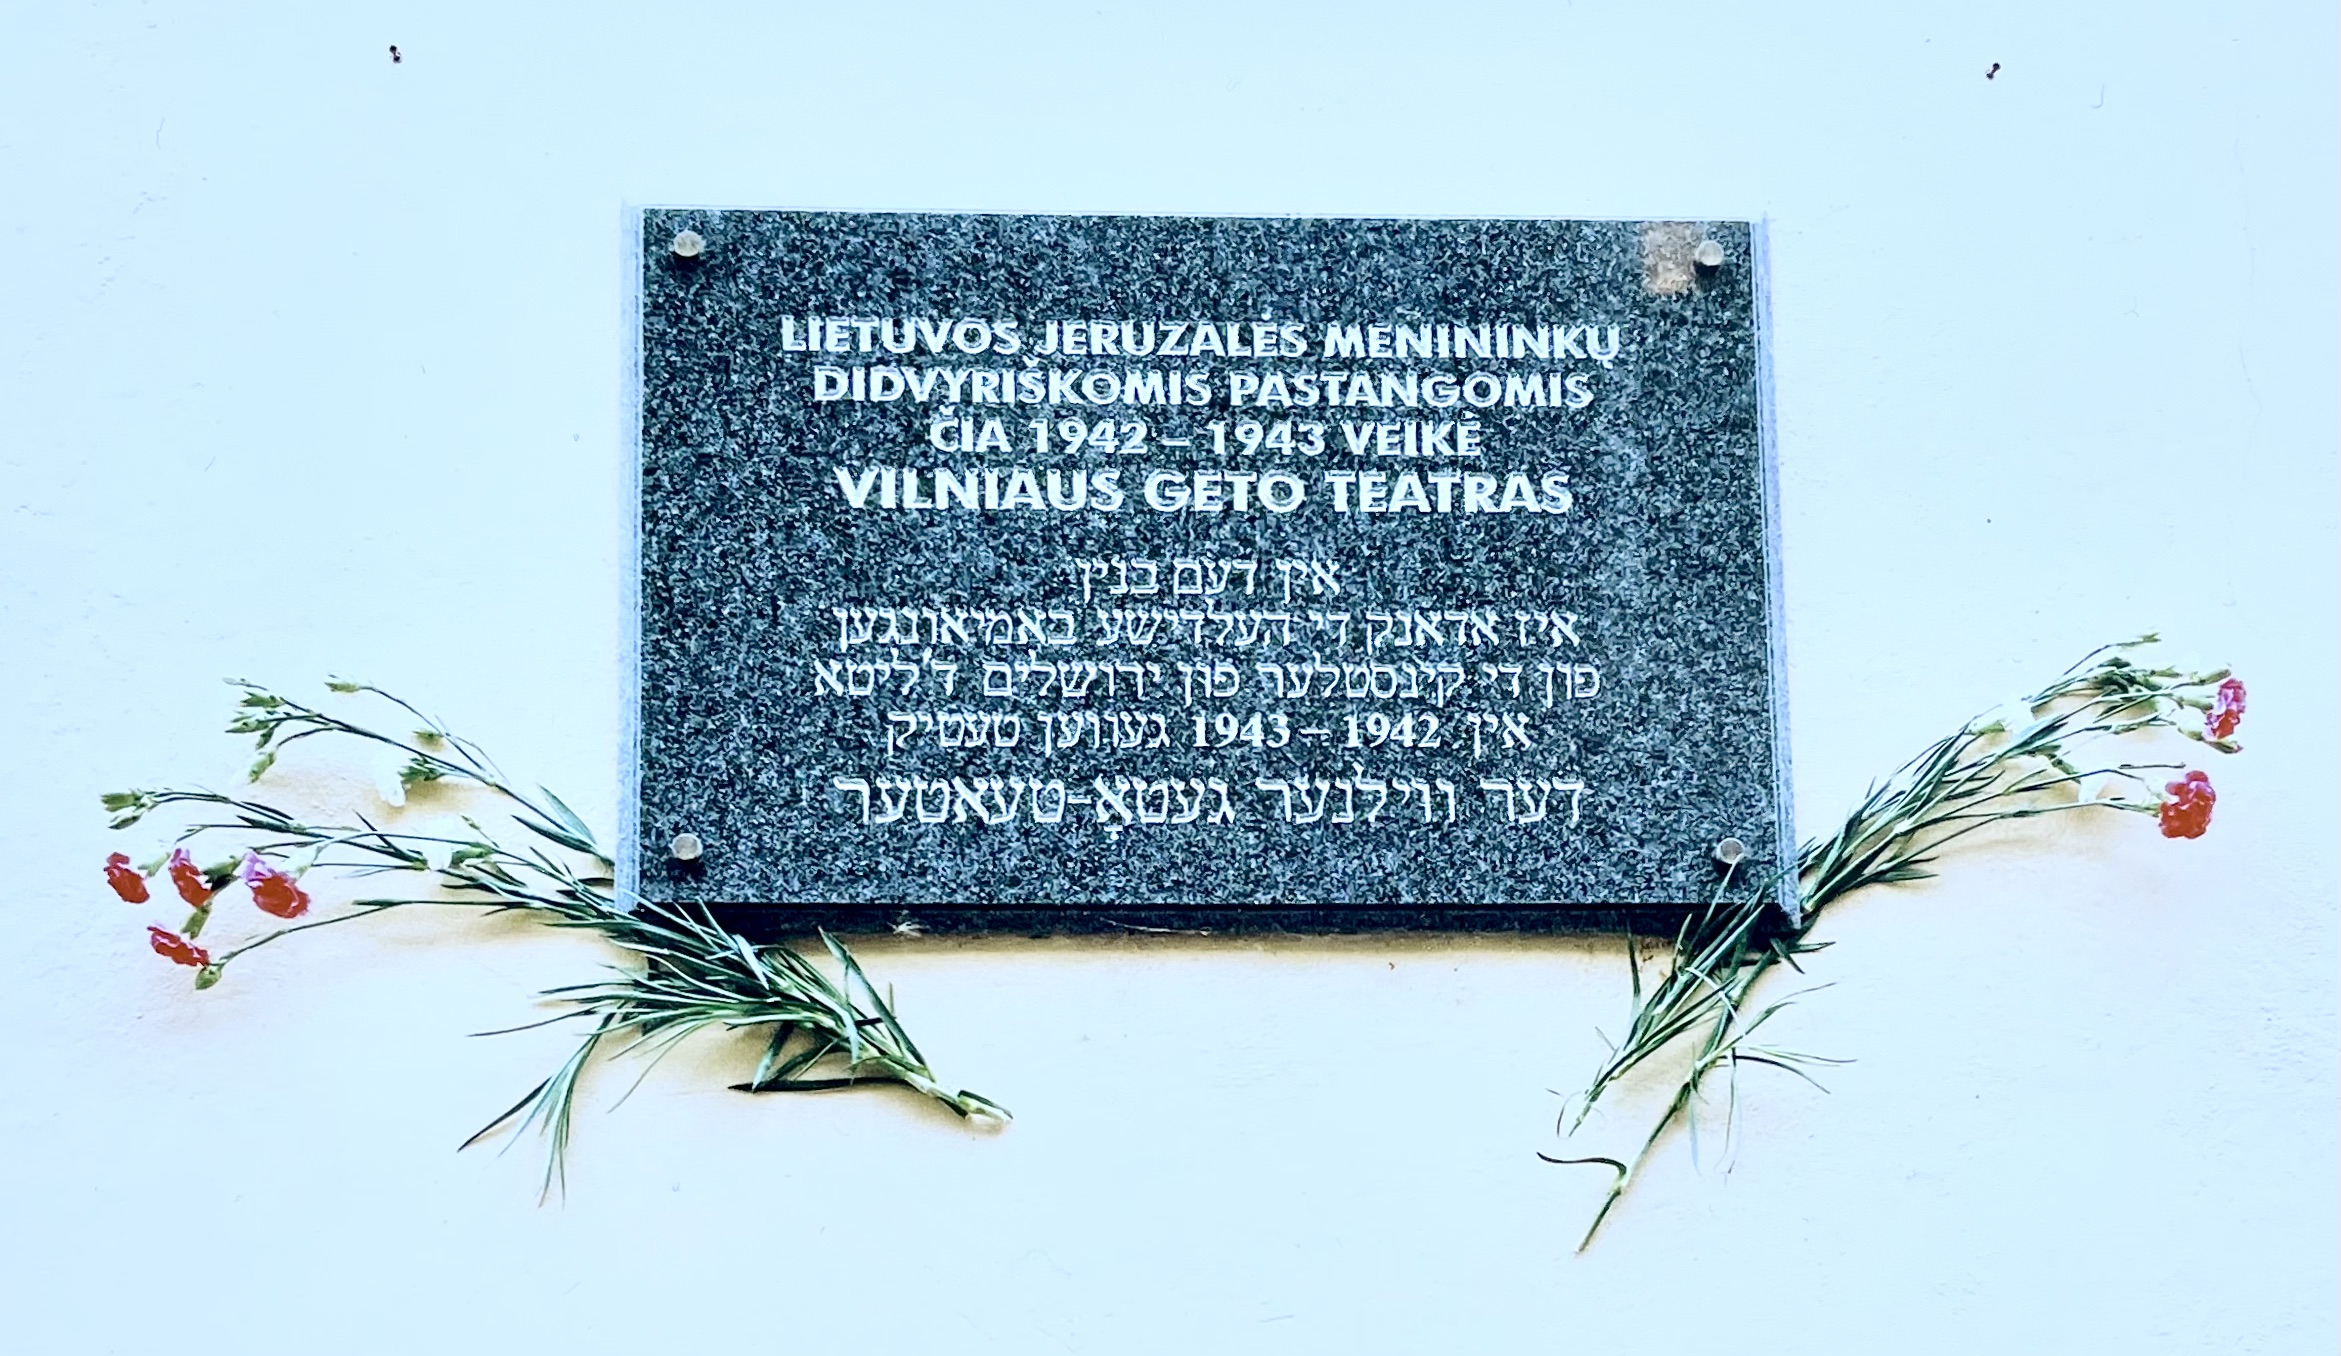 LIETUVOS JERUZALĖS MENININKŲ
DIDVYRIŠKOMIS PASTANGOMIS
ČIA 1942 – 1943 VEIKĖ
VILNIAUS GETO TEATRAS
אין דעם בנין
איז אדאנק די העלדישע באמיאונגען
פון די קינסטלער פון ירושלים ד'ליטא
אין 1942 – 1943 געווען טעטיק
דער ווילנער געטאָ-טעאטער